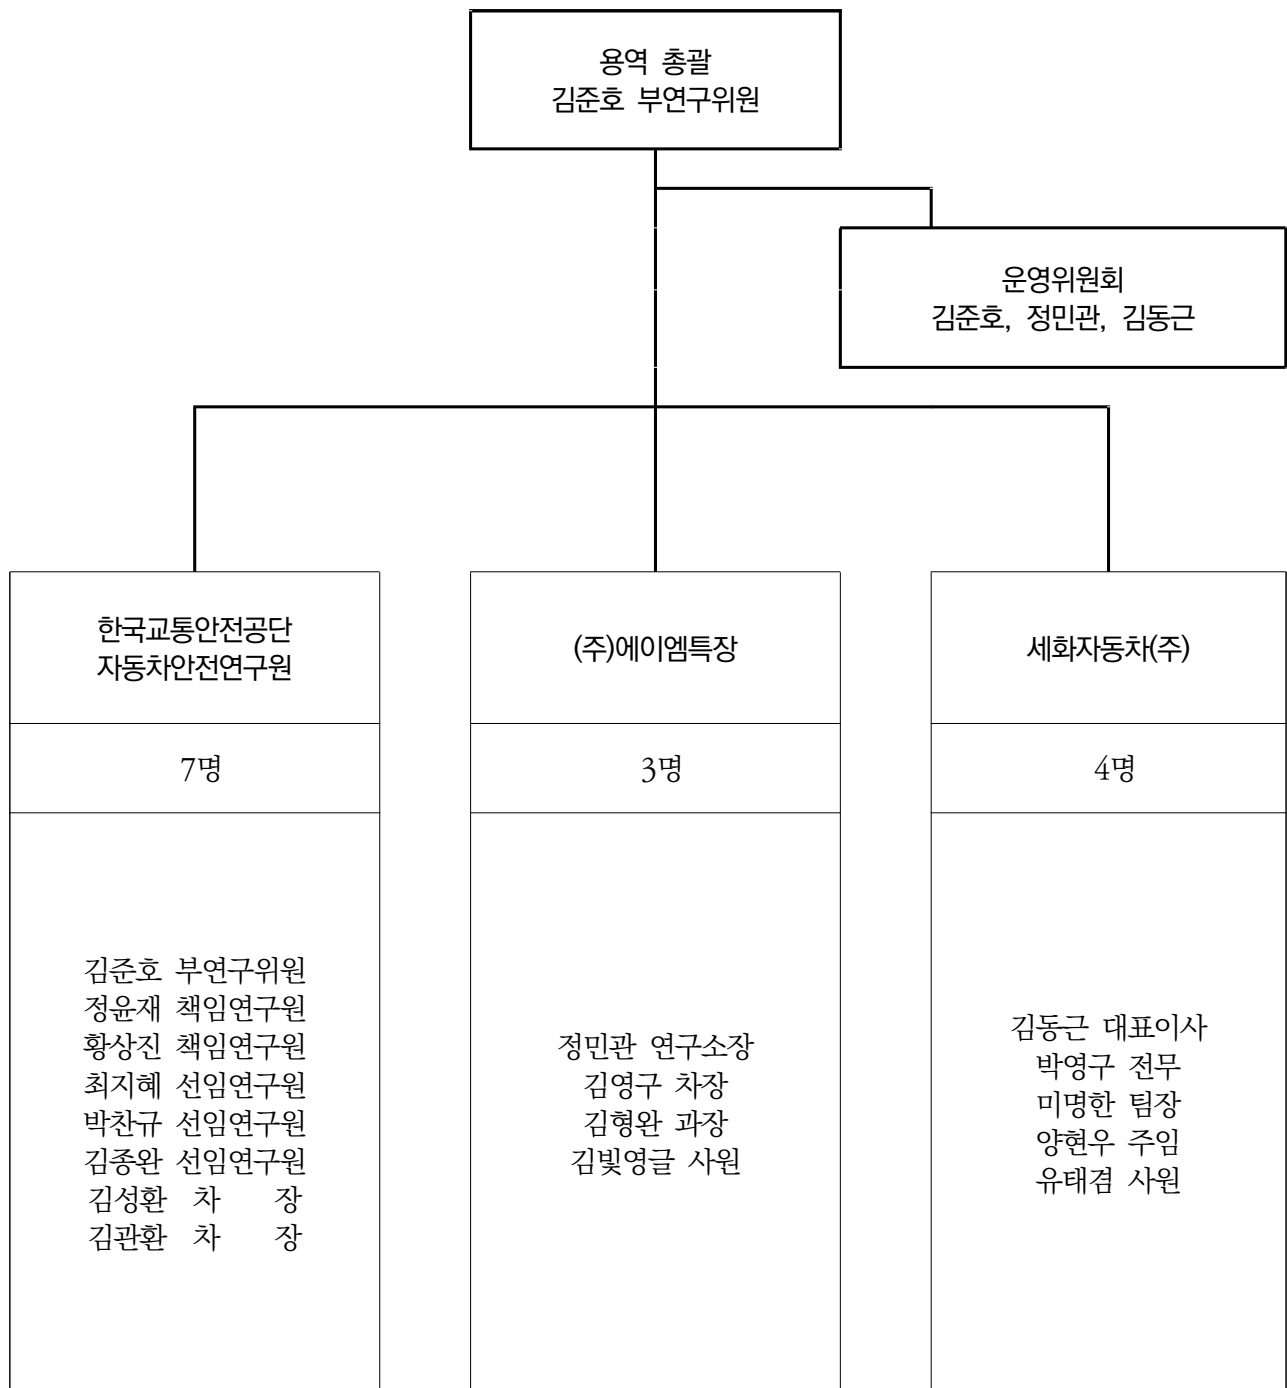 용역 총괄
김준호 부연구위원
운영위원회
김준호, 정민관, 김동근
한국교통안전공단
자동차안전연구원
7명
김준호 부연구위원
정윤재 책임연구원
황상진 책임연구원
최지혜 선임연구원
박찬규 선임연구원
김종완 선임연구원
김성환 차 장
김관환 차 장
(주)에이엠특장
3명
정민관 연구소장
김영구 차장
김형완 과장
김빛영글 사원
세화자동차(주)
4명
김동근 대표이사
박영구 전무
미명한 팀장
양현우 주임
유태겸 사원